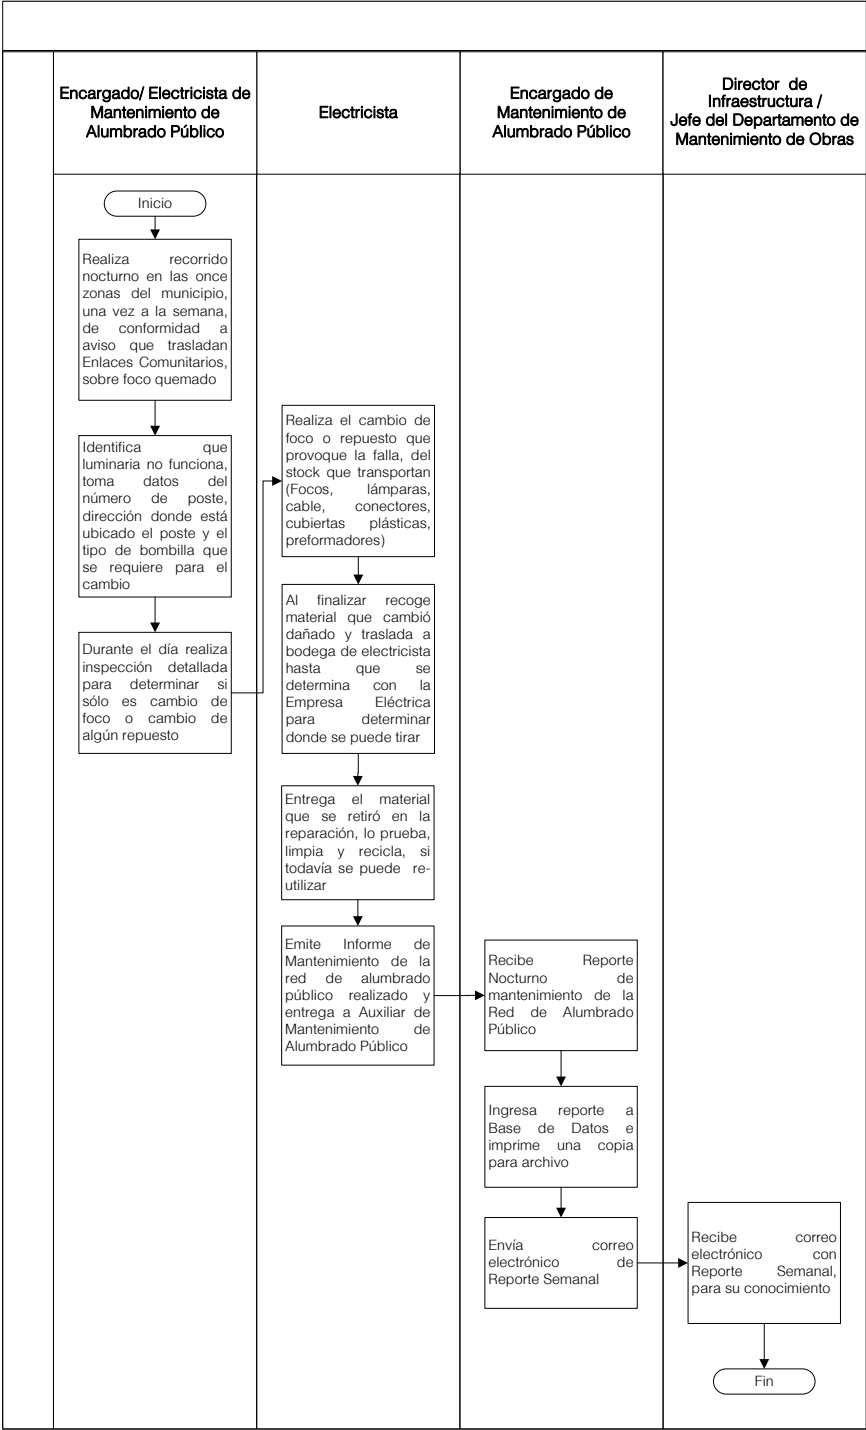 Encargado/ Electricista de
Mantenimiento de
Alumbrado Público
Electricista
Encargado de
Mantenimiento de
Alumbrado Público
Director de
Infraestructura /
Jefe del Departamento de
Mantenimiento de Obras
Inicio
Realiza recorrido
nocturno en las once
zonas del municipio,
una vez a la semana,
de conformidad a
aviso que trasladan
Enlaces Comunitarios,
sobre foco quemado
Identifica que
luminaria no funciona,
toma datos del
número de poste,
dirección donde está
ubicado el poste y el
tipo de bombilla que
se requiere para el
cambio
Durante el día realiza
inspección detallada
para determinar si
sólo es cambio de
foco o cambio de
algún repuesto
Realiza el cambio de
foco o repuesto que
provoque la falla, del
stock que transportan
(Focos, lámparas,
cable, conectores,
cubiertas plásticas,
preformadores)
Al finalizar recoge
material que cambió
dañado y traslada a
bodega de electricista
hasta que se
determina con la
Empresa Eléctrica
para determinar
donde se puede tirar
Entrega el material
que se retiró en la
reparación, lo prueba,
limpia y recicla, si
todavía se puede re-
utilizar
Emite Informe de
Mantenimiento de la
red de alumbrado
público realizado y
entrega a Auxiliar de
Mantenimiento de
Alumbrado Público
Recibe Reporte
Nocturno de
mantenimiento de la
Red de Alumbrado
Público
Ingresa reporte a
Base de Datos e
imprime una copia
para archivo
Envía correo
electrónico de
Reporte Semanal
Recibe correo
electrónico con
Reporte Semanal,
para su conocimiento
Fin